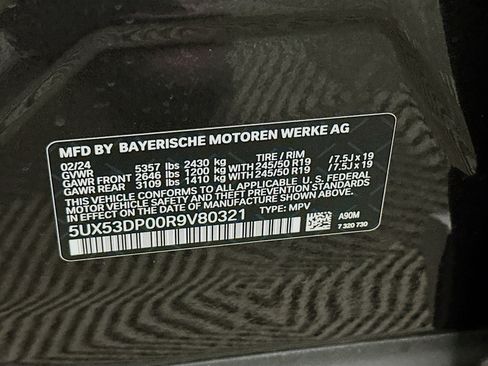 MFD BY BAYERISCHE MOTOREN WERKE AG
02/24 TIRE / RIM
GVWR 5357 lbs 2430 kg
GAWR FRONT 2646 lbs 1200 kg WITH 245/50 R19 / 7.5J x 19
GAWR REAR 3109 lbs 1410 kg WITH 245/50 R19 / 7.5J x 19
THIS VEHICLE CONFORMS TO ALL APPLICABLE U.S. FEDERAL
MOTOR VEHICLE SAFETY AND THEFT PREVENTION STANDARDS
IN EFFECT ON THE DATE OF MANUFACTURE SHOWN ABOVE.
5UX53DP00R9V80321 TYPE: MPV A90M
7 320 730